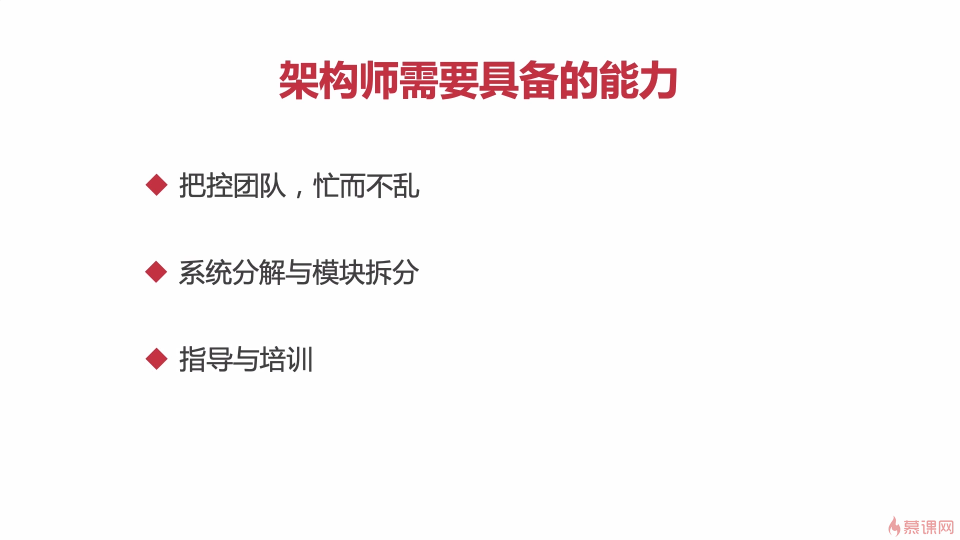 架构师需要具备的能力
把控团队，忙而不乱
系统分解与模块拆分
指导与培训
慕课网